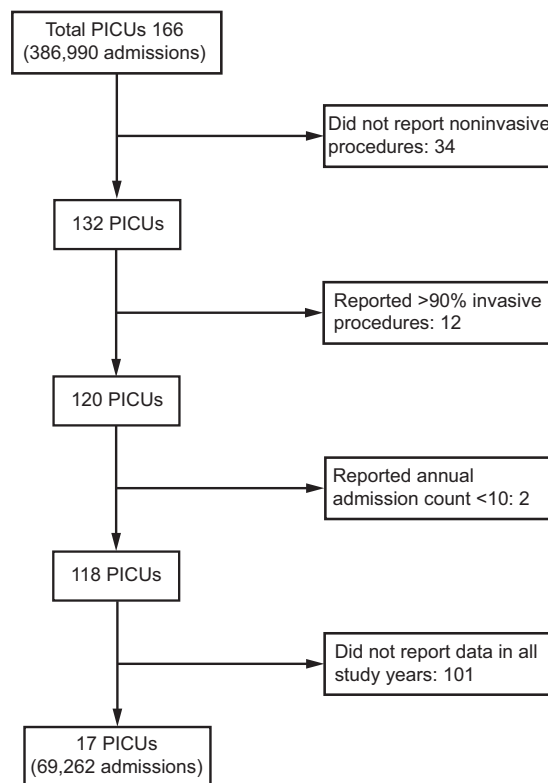 Total PICUs 166
(386,990 admissions)
Did not report noninvasive
procedures: 34
132 PICUs
Reported >90% invasive
procedures: 12
120 PICUs
Reported annual
admission count <10: 2
118 PICUs
Did not report data in all
study years: 101
17 PICUs
(69,262 admissions)